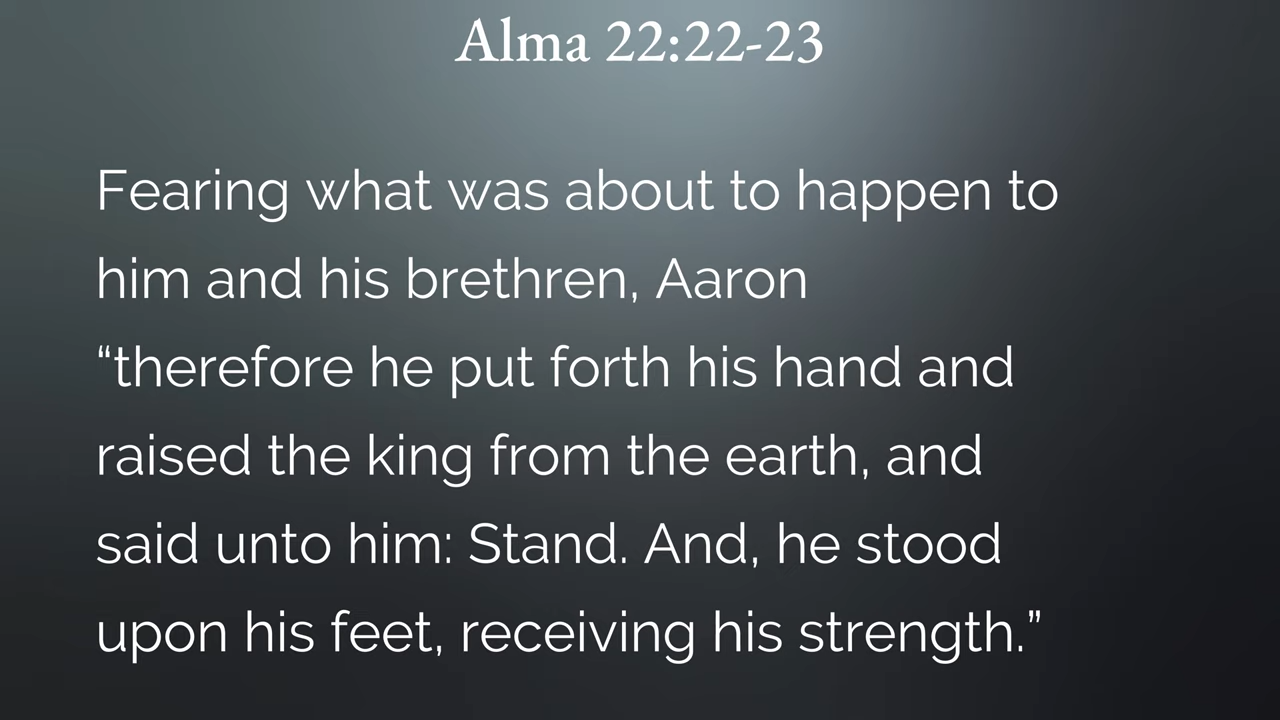 Alma 22:22-23
Fearing what was about to happen to
him and his brethren, Aaron
“therefore he put forth his hand and
raised the king from the earth, and
said unto him: Stand. And, he stood
upon his feet, receiving his strength.”